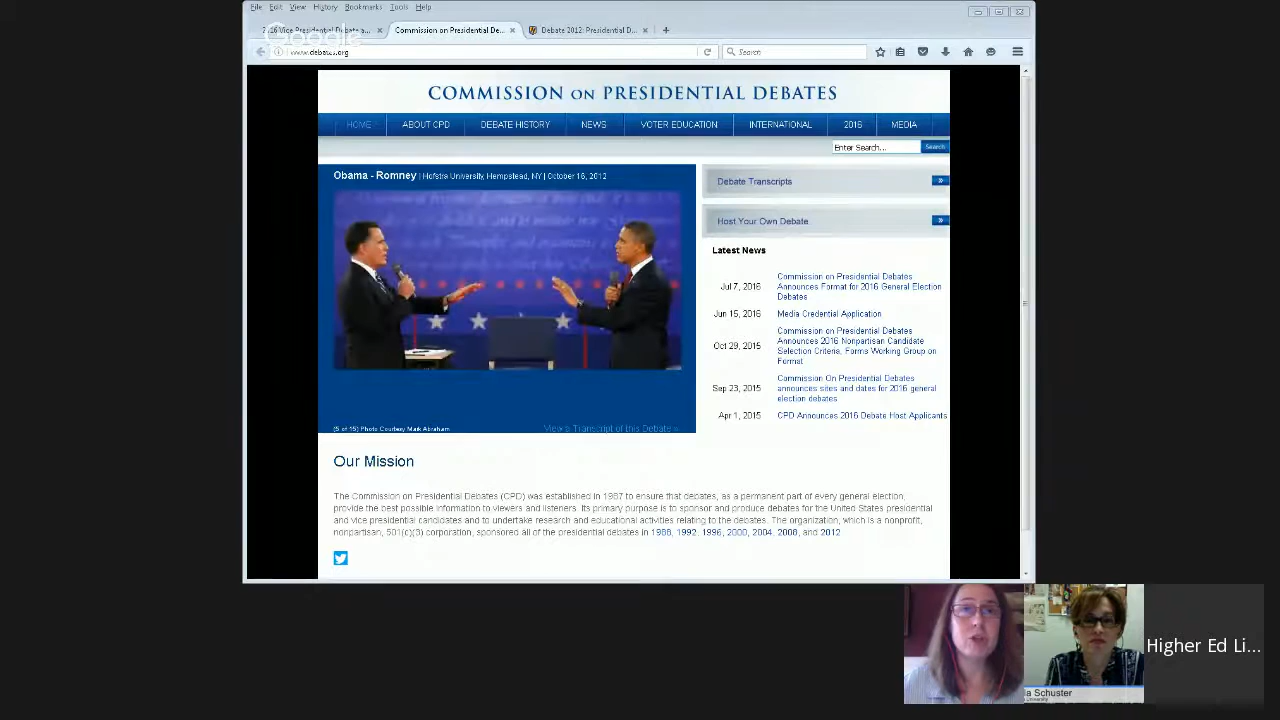 File Edit View History Bookmarks Tools Help
2016 Vice Presidential Debate a...
Commission on Presidential De...
Debate 2012: Presidential D...
Google
www.debates.org
Search
COMMISSION ON PRESIDENTIAL DEBATES
HOME ABOUT CPD DEBATE HISTORY NEWS VOTER EDUCATION INTERNATIONAL 2016 MEDIA
Enter Search... Search
Obama - Romney | Hofstra University, Hempstead, NY | October 16, 2012
(5 of 15) Photo Courtesy Mark Abraham
View a Transcript of this Debate »
Debate Transcripts »
Host Your Own Debate »
Latest News
Jul 7, 2016
Commission on Presidential Debates
Announces Format for 2016 General Election
Debates
Jun 15, 2016 Media Credential Application
Oct 29, 2015
Commission on Presidential Debates
Announces 2016 Nonpartisan Candidate
Selection Criteria, Forms Working Group on
Format
Sep 23, 2015
Commission On Presidential Debates
announces sites and dates for 2016 general
election debates
Apr 1, 2015 CPD Announces 2016 Debate Host Applicants
Our Mission
The Commission on Presidential Debates (CPD) was established in 1987 to ensure that debates, as a permanent part of every general election,
provide the best possible information to viewers and listeners. Its primary purpose is to sponsor and produce debates for the United States presidential
and vice presidential candidates and to undertake research and educational activities relating to the debates. The organization, which is a nonprofit,
nonpartisan, 501(c)(3) corporation, sponsored all of the presidential debates in 1988, 1992, 1996, 2000, 2004, 2008, and 2012
Schuster
University
Higher Ed Li...